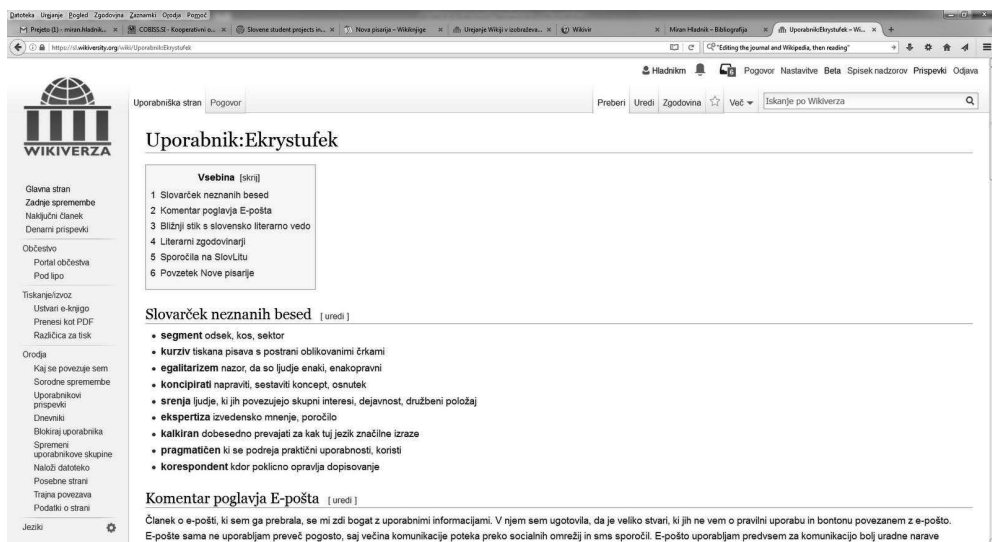 Datoteka Urejanje Pogled Zgodovina Zaznamki Orodja Pomoč
Prejeto (1) - miran.hladnik...
COBISS.SI - Kooperativni o...
Slovene student projects in...
Nova pisarija – Wikiknjige
Urejanje Wikiji v izobraževa...
Wikivir
Miran Hladnik – Bibliografija
Uporabnik:Ekrystufek – Wi...
https://sl.wikiversity.org/wiki/Uporabnik:Ekrystufek
"Editing the journal and Wikipedia, then reading"
Hladnikm
6 Pogovor Nastavitve Beta Spisek nadzorov Prispevki Odjava
Uporabniška stran Pogovor
Preberi Uredi Zgodovina Več
Iskanje po Wikiverza
WIKIVERZA
Glavna stran
Zadnje spremembe
Naključni članek
Denarni prispevki
Občestvo
Portal občestva
Pod lipo
Tiskanje/izvoz
Ustvari e-knjigo
Prenesi kot PDF
Različica za tisk
Orodja
Kaj se povezuje sem
Sorodne spremembe
Uporabnikovi
prispevki
Dnevniki
Blokiraj uporabnika
Spremeni
uporabnikove skupine
Naloži datoteko
Posebne strani
Trajna povezava
Podatki o strani
Jeziki
Uporabnik:Ekrystufek
Vsebina [skrij]
1 Slovarček neznanih besed
2 Komentar poglavja E-pošta
3 Bližnji stik s slovensko literarno vedo
4 Literarni zgodovinarji
5 Sporočila na SlovLitu
6 Povzetek Nove pisarije
Slovarček neznanih besed [ uredi ]
• segment odsek, kos, sektor
• kurziv tiskana pisava s postrani oblikovanimi črkami
• egalitarizem nazor, da so ljudje enaki, enakopravni
• koncipirati napraviti, sestaviti koncept, osnutek
• srenja ljudje, ki jih povezujejo skupni interesi, dejavnost, družbeni položaj
• ekspertiza izvedensko mnenje, poročilo
• kalkiran dobesedno prevajati za kak tuj jezik značilne izraze
• pragmatičen ki se podreja praktični uporabnosti, koristi
• korespondent kdor poklicno opravlja dopisovanje
Komentar poglavja E-pošta [ uredi ]
Članek o e-pošti, ki sem ga prebrala, se mi zdi bogat z uporabnimi informacijami. V njem sem ugotovila, da je veliko stvari, ki jih ne vem o pravilni uporabu in bontonu povezanem z e-pošto.
E-pošte sama ne uporabljam preveč pogosto, saj večina komunikacije poteka preko socialnih omrežij in sms sporočil. E-pošto uporabljam predvsem za komunikacijo bolj uradne narave